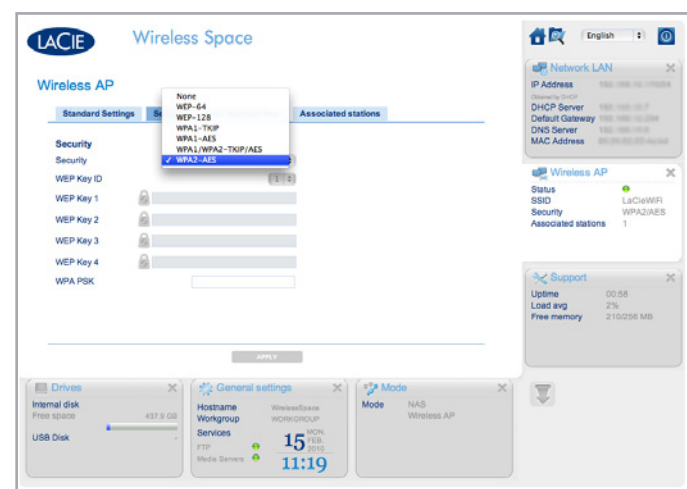 LACIE
Wireless Space
English
Wireless AP
Standard Settings
Associated stations
None
WEP-64
WEP-128
WPA1-TKIP
WPA1-AES
WPA1/WPA2-TKIP/AES
WPA2-AES
Security
Security
WEP Key ID 1
WEP Key 1
WEP Key 2
WEP Key 3
WEP Key 4
WPA PSK
APPLY
Network LAN
IP Address
Obtained by DHCP
DHCP Server
Default Gateway
DNS Server
MAC Address
Wireless AP
Status
SSID LaCieWiFi
Security WPA2/AES
Associated stations 1
Support
Uptime 00:58
Load avg 2%
Free memory 210/256 MB
Drives
Internal disk
Free space 437.9 GB
USB Disk -
General settings
Hostname WirelessSpace
Workgroup WORKGROUP
Services
FTP
Media Servers
15 MON.
FEB.
2010
11:19
Mode
Mode NAS
Wireless AP